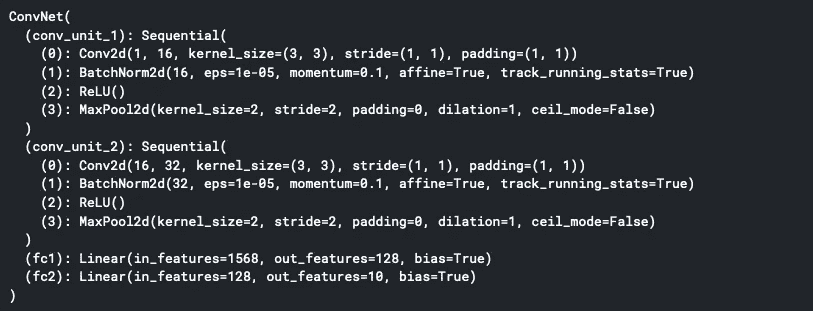 ConvNet(
  (conv_unit_1): Sequential(
    (0): Conv2d(1, 16, kernel_size=(3, 3), stride=(1, 1), padding=(1, 1))
    (1): BatchNorm2d(16, eps=1e-05, momentum=0.1, affine=True, track_running_stats=True)
    (2): ReLU()
    (3): MaxPool2d(kernel_size=2, stride=2, padding=0, dilation=1, ceil_mode=False)
  )
  (conv_unit_2): Sequential(
    (0): Conv2d(16, 32, kernel_size=(3, 3), stride=(1, 1), padding=(1, 1))
    (1): BatchNorm2d(32, eps=1e-05, momentum=0.1, affine=True, track_running_stats=True)
    (2): ReLU()
    (3): MaxPool2d(kernel_size=2, stride=2, padding=0, dilation=1, ceil_mode=False)
  )
  (fc1): Linear(in_features=1568, out_features=128, bias=True)
  (fc2): Linear(in_features=128, out_features=10, bias=True)
)